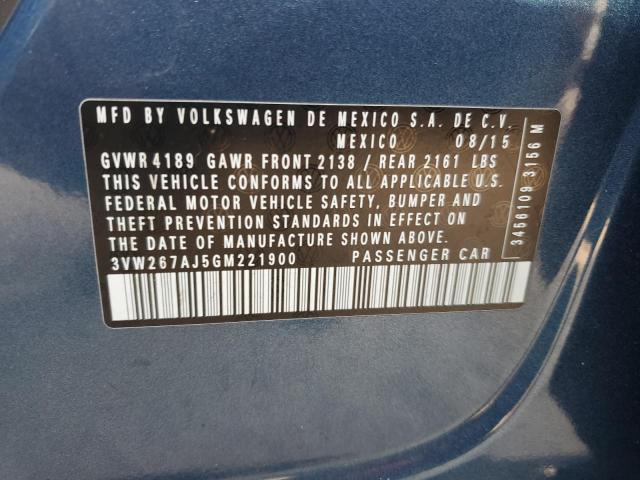 MFD BY VOLKSWAGEN DE MEXICO S.A. DE C.V.
MEXICO 08/15
GVWR 4189 GAWR FRONT 2138 / REAR 2161 LBS
THIS VEHICLE CONFORMS TO ALL APPLICABLE U.S.
FEDERAL MOTOR VEHICLE SAFETY, BUMPER AND
THEFT PREVENTION STANDARDS IN EFFECT ON
THE DATE OF MANUFACTURE SHOWN ABOVE.
3VW267AJ5GM221900 PASSENGER CAR
3456109 3156 M